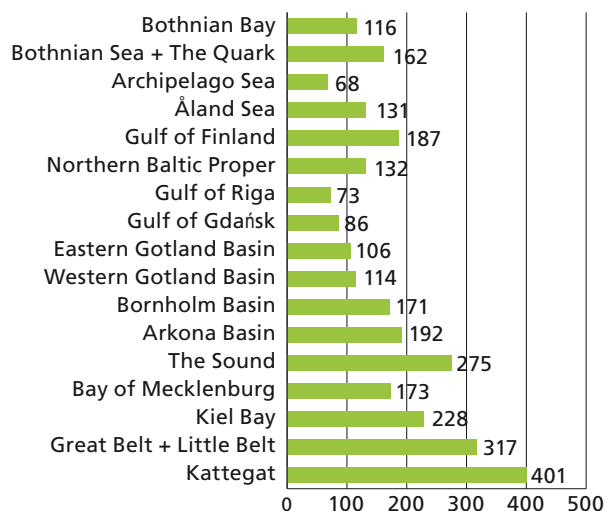 Bothnian Bay 116
Bothnian Sea + The Quark 162
Archipelago Sea 68
Åland Sea 131
Gulf of Finland 187
Northern Baltic Proper 132
Gulf of Riga 73
Gulf of Gdańsk 86
Eastern Gotland Basin 106
Western Gotland Basin 114
Bornholm Basin 171
Arkona Basin 192
The Sound 275
Bay of Mecklenburg 173
Kiel Bay 228
Great Belt + Little Belt 317
Kattegat 401
0 100 200 300 400 500